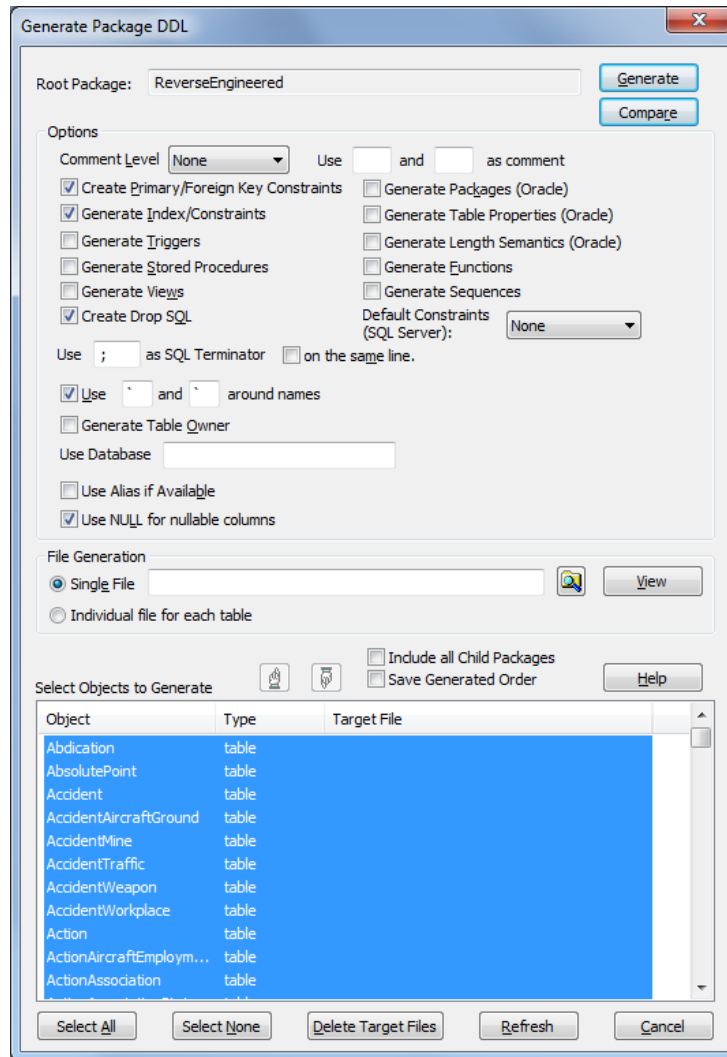 Generate Package DDL
Root Package: ReverseEngineered
Generate
Compare
Options
Comment Level None Use and as comment
Create Primary/Foreign Key Constraints Generate Packages (Oracle)
Generate Index/Constraints Generate Table Properties (Oracle)
Generate Triggers Generate Length Semantics (Oracle)
Generate Stored Procedures Generate Functions
Generate Views Generate Sequences
Create Drop SQL Default Constraints
(SQL Server): None
Use ; as SQL Terminator on the same line.
Use ` and ` around names
Generate Table Owner
Use Database
Use Alias if Available
Use NULL for nullable columns
File Generation
Single File View
Individual file for each table
Include all Child Packages
Select Objects to Generate Save Generated Order Help
Object Type Target File
Abdication table
AbsolutePoint table
Accident table
AccidentAircraftGround table
AccidentMine table
AccidentTraffic table
AccidentWeapon table
AccidentWorkplace table
Action table
ActionAircraftEmploym... table
ActionAssociation table
Select All Select None Delete Target Files Refresh Cancel